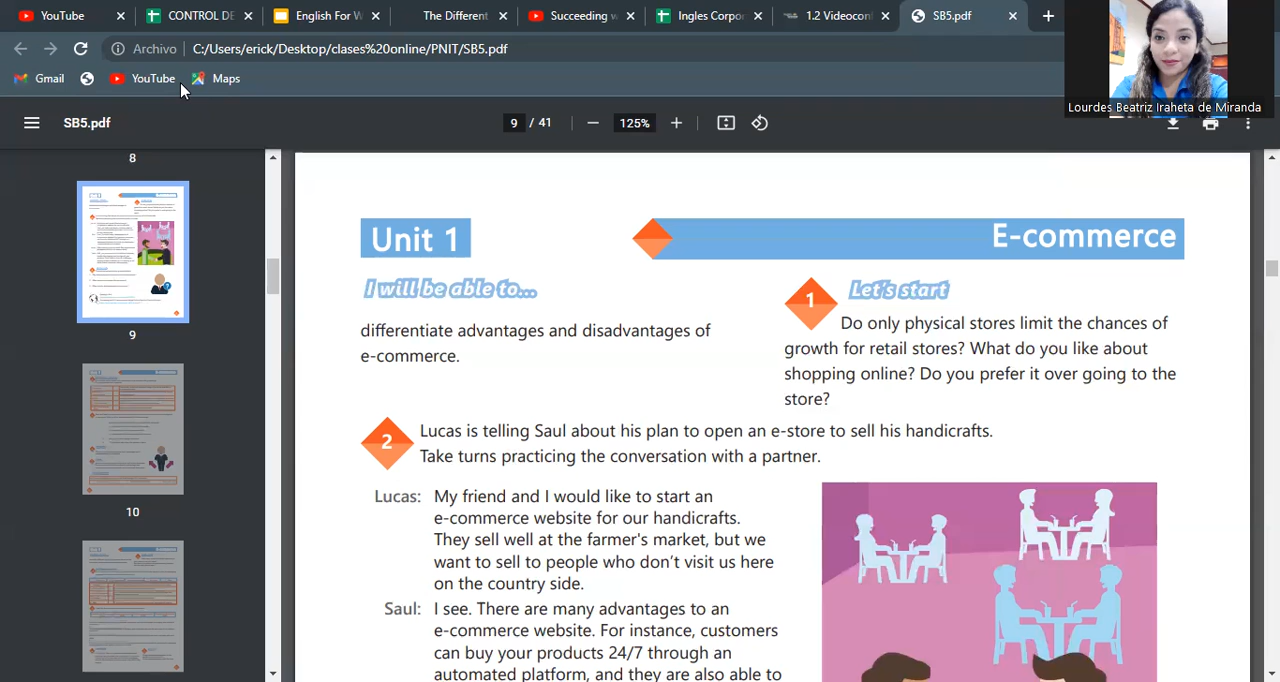 YouTube
CONTROL DE
English For W
The Different
Succeeding w
Ingles Corpo
1.2 Videocon
SB5.pdf
Archivo C:/Users/erick/Desktop/clases%20online/PNIT/SB5.pdf
Gmail
YouTube
Maps
Lourdes Beatriz Iraheta de Miranda
SB5.pdf
9 / 41
125%
8
9
10
Unit 1
E-commerce
I will be able to...
differentiate advantages and disadvantages of
e-commerce.
1 Let's start
Do only physical stores limit the chances of
growth for retail stores? What do you like about
shopping online? Do you prefer it over going to the
store?
2 Lucas is telling Saul about his plan to open an e-store to sell his handicrafts.
Take turns practicing the conversation with a partner.
Lucas: My friend and I would like to start an
e-commerce website for our handicrafts.
They sell well at the farmer's market, but we
want to sell to people who don't visit us here
on the country side.
Saul: I see. There are many advantages to an
e-commerce website. For instance, customers
can buy your products 24/7 through an
automated platform, and they are also able to